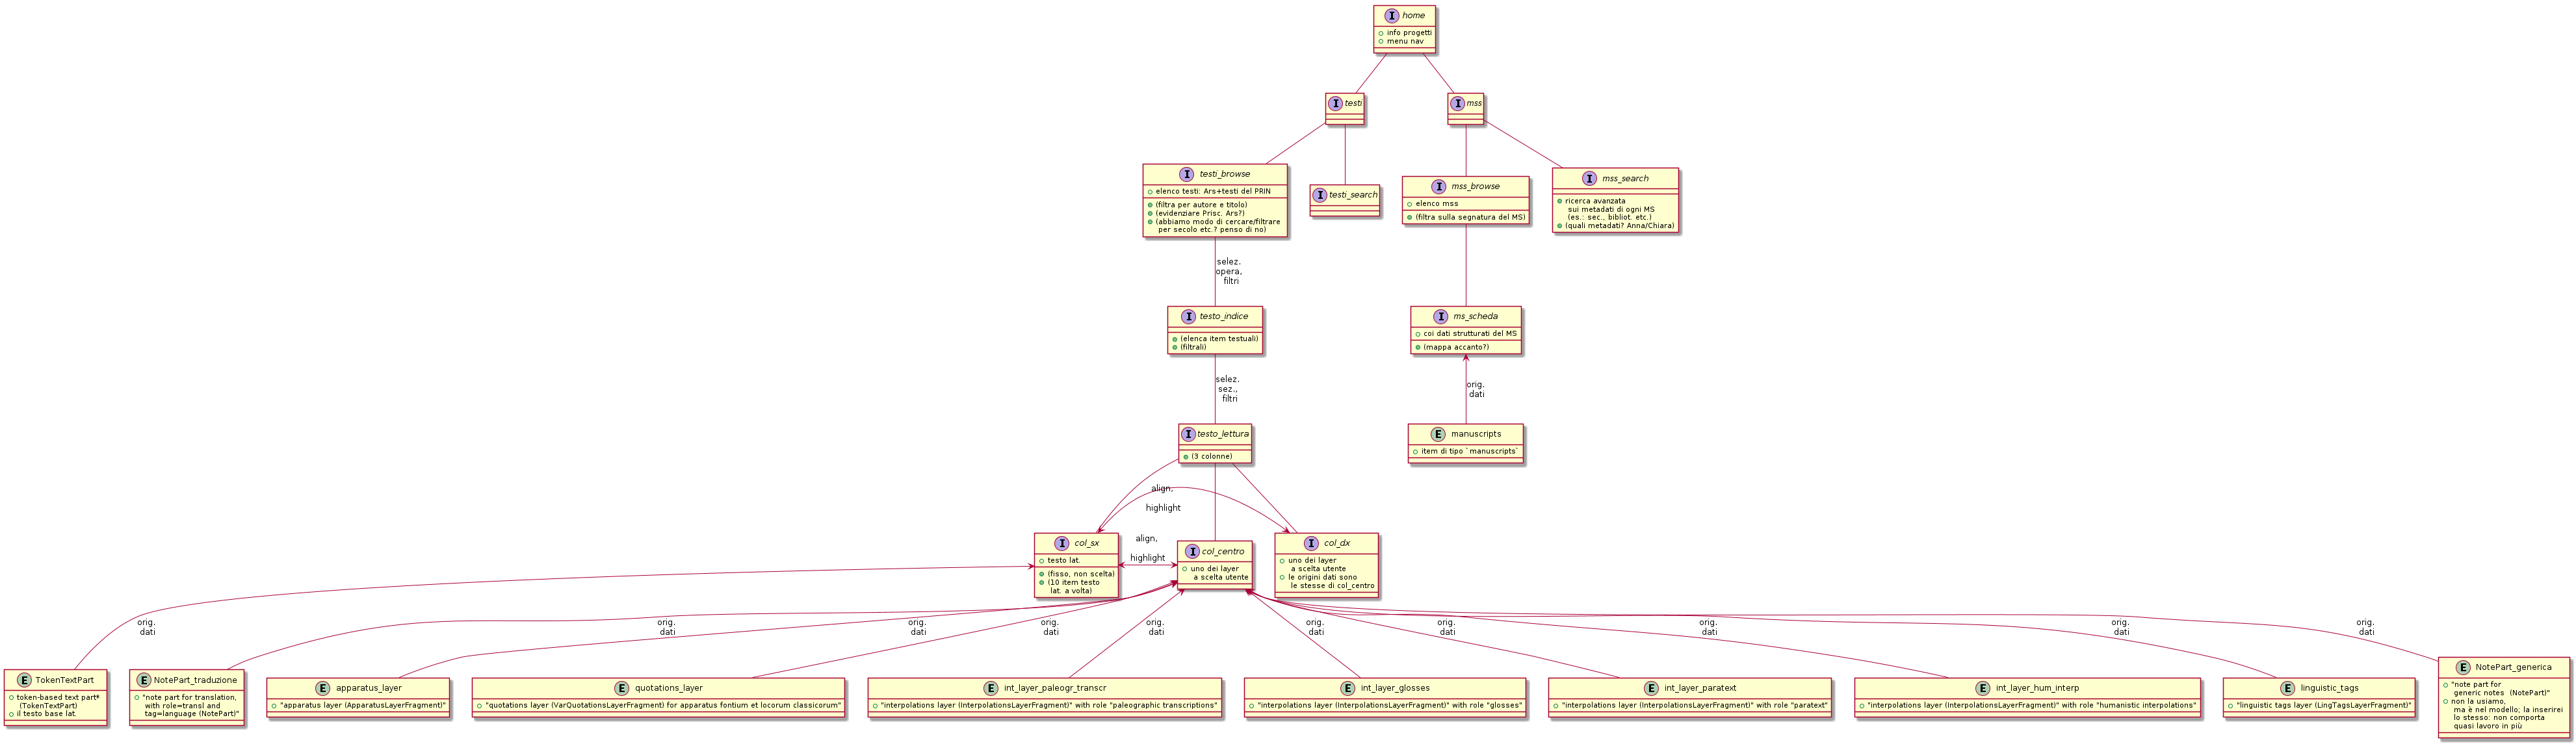 I home
info progetti
menu nav
I testi
I mss
I testi_browse
elenco testi: Ars+testi del PRIN
(filtra per autore e titolo)
(evidenziare Prisc. Ars?)
(abbiamo modo di cercare/filtrare
per secolo etc.? penso di no)
I testi_search
I mss_browse
elenco mss
(filtra sulla segnatura del MS)
I mss_search
ricerca avanzata
sui metadati di ogni MS
(es.: sec., bibliot. etc.)
(quali metadati? Anna/Chiara)
selez.
opera,
filtri
I testo_indice
(elenca item testuali)
(filtrali)
I ms_scheda
coi dati strutturati del MS
(mappa accanto?)
selez.
sez.,
filtri
orig.
dati
I testo_lettura
(3 colonne)
E manuscripts
item di tipo `manuscripts`
align,
highlight
align,
highlight
I col_sx
testo lat.
(fisso, non scelta)
(10 item testo
lat. a volta)
I col_centro
uno dei layer
a scelta utente
I col_dx
uno dei layer
a scelta utente
le origini dati sono
le stesse di col_centro
orig.
dati
orig.
dati
orig.
dati
orig.
dati
orig.
dati
orig.
dati
orig.
dati
orig.
dati
orig.
dati
orig.
dati
E TokenTextPart
token-based text part*
(TokenTextPart)
il testo base lat.
E NotePart_traduzione
"note part for translation,
with role=transl and
tag=language (NotePart)"
E apparatus_layer
"apparatus layer (ApparatusLayerFragment)"
E quotations_layer
"quotations layer (VarQuotationsLayerFragment) for apparatus fontium et locorum classicorum"
E int_layer_paleogr_transcr
"interpolations layer (InterpolationsLayerFragment)" with role "paleographic transcriptions"
E int_layer_glosses
"interpolations layer (InterpolationsLayerFragment)" with role "glosses"
E int_layer_paratext
"interpolations layer (InterpolationsLayerFragment)" with role "paratext"
E int_layer_hum_interp
"interpolations layer (InterpolationsLayerFragment)" with role "humanistic interpolations"
E linguistic_tags
"linguistic tags layer (LingTagsLayerFragment)"
E NotePart_generica
"note part for
generic notes  (NotePart)"
non la usiamo,
ma è nel modello; la inserirei
lo stesso: non comporta
quasi lavoro in più